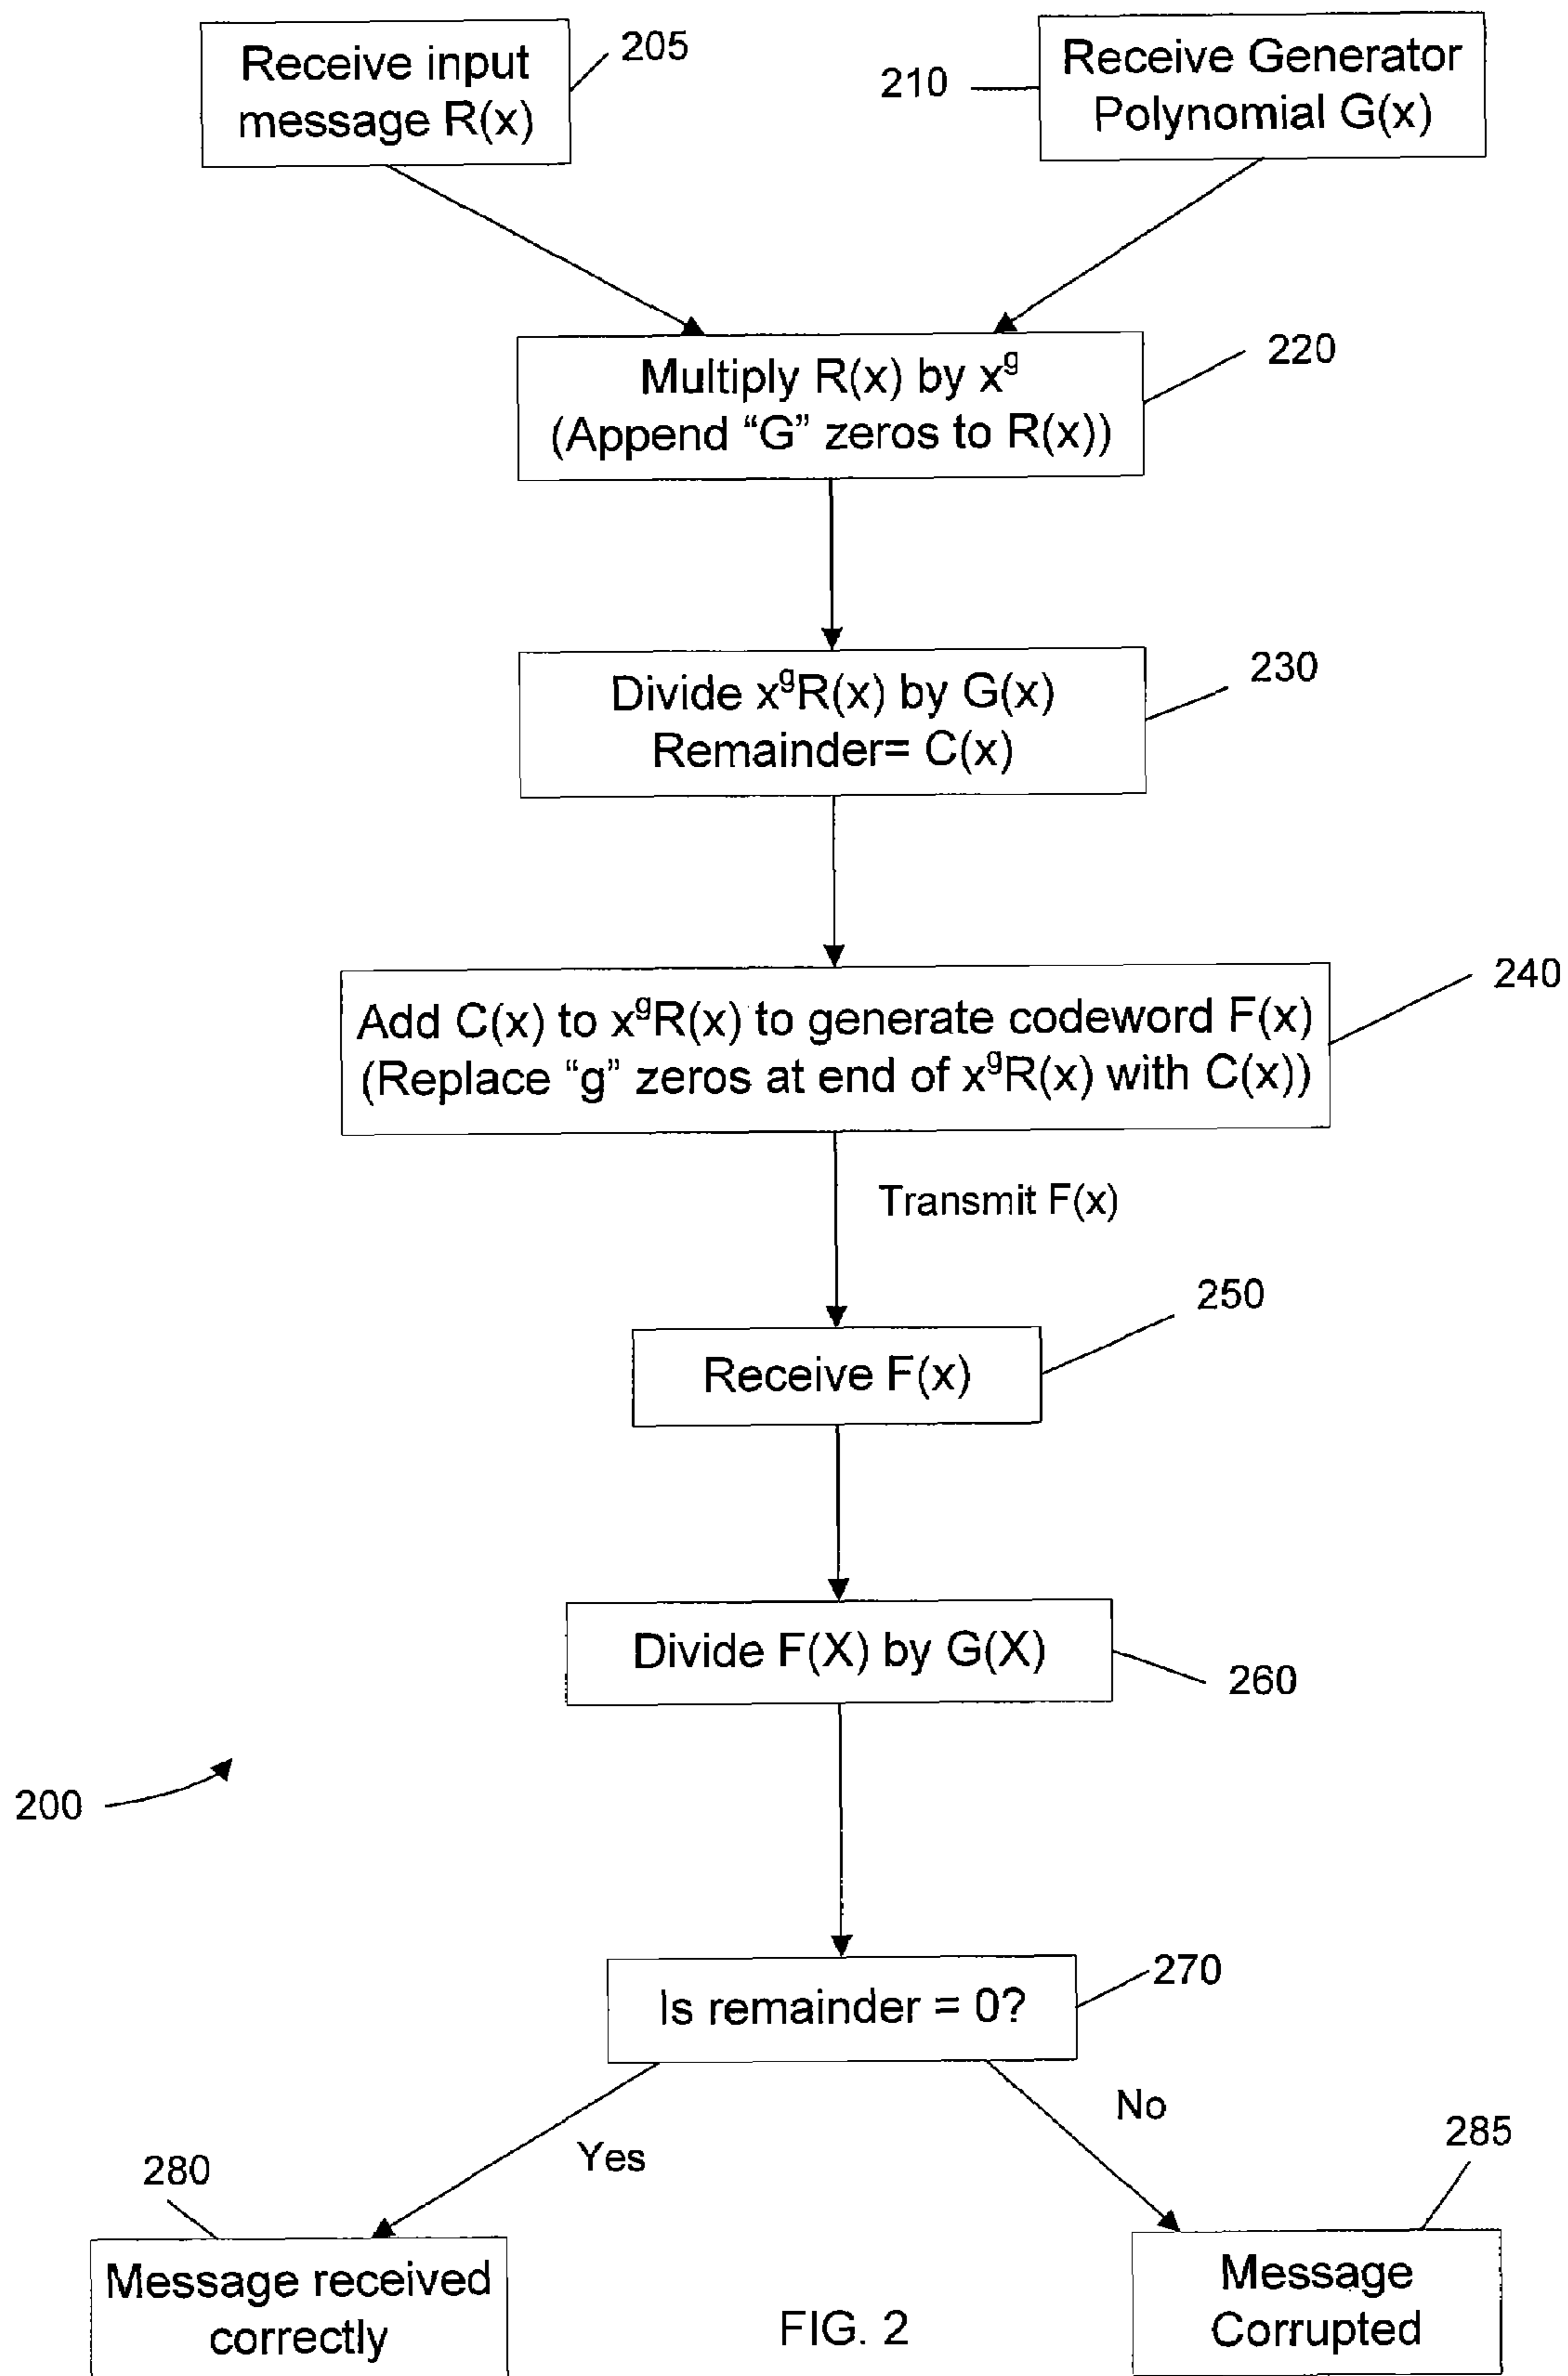 Receive input
message R(x)
205
210
Receive Generator
Polynomial G(x)
Multiply R(x) by x^g
(Append “G” zeros to R(x))
220
Divide x^gR(x) by G(x)
Remainder= C(x)
230
Add C(x) to x^gR(x) to generate codeword F(x)
(Replace “g” zeros at end of x^gR(x) with C(x))
240
Transmit F(x)
Receive F(x)
250
Divide F(X) by G(X)
260
200
Is remainder = 0?
270
Yes
No
280
Message received
correctly
285
Message
Corrupted
FIG. 2